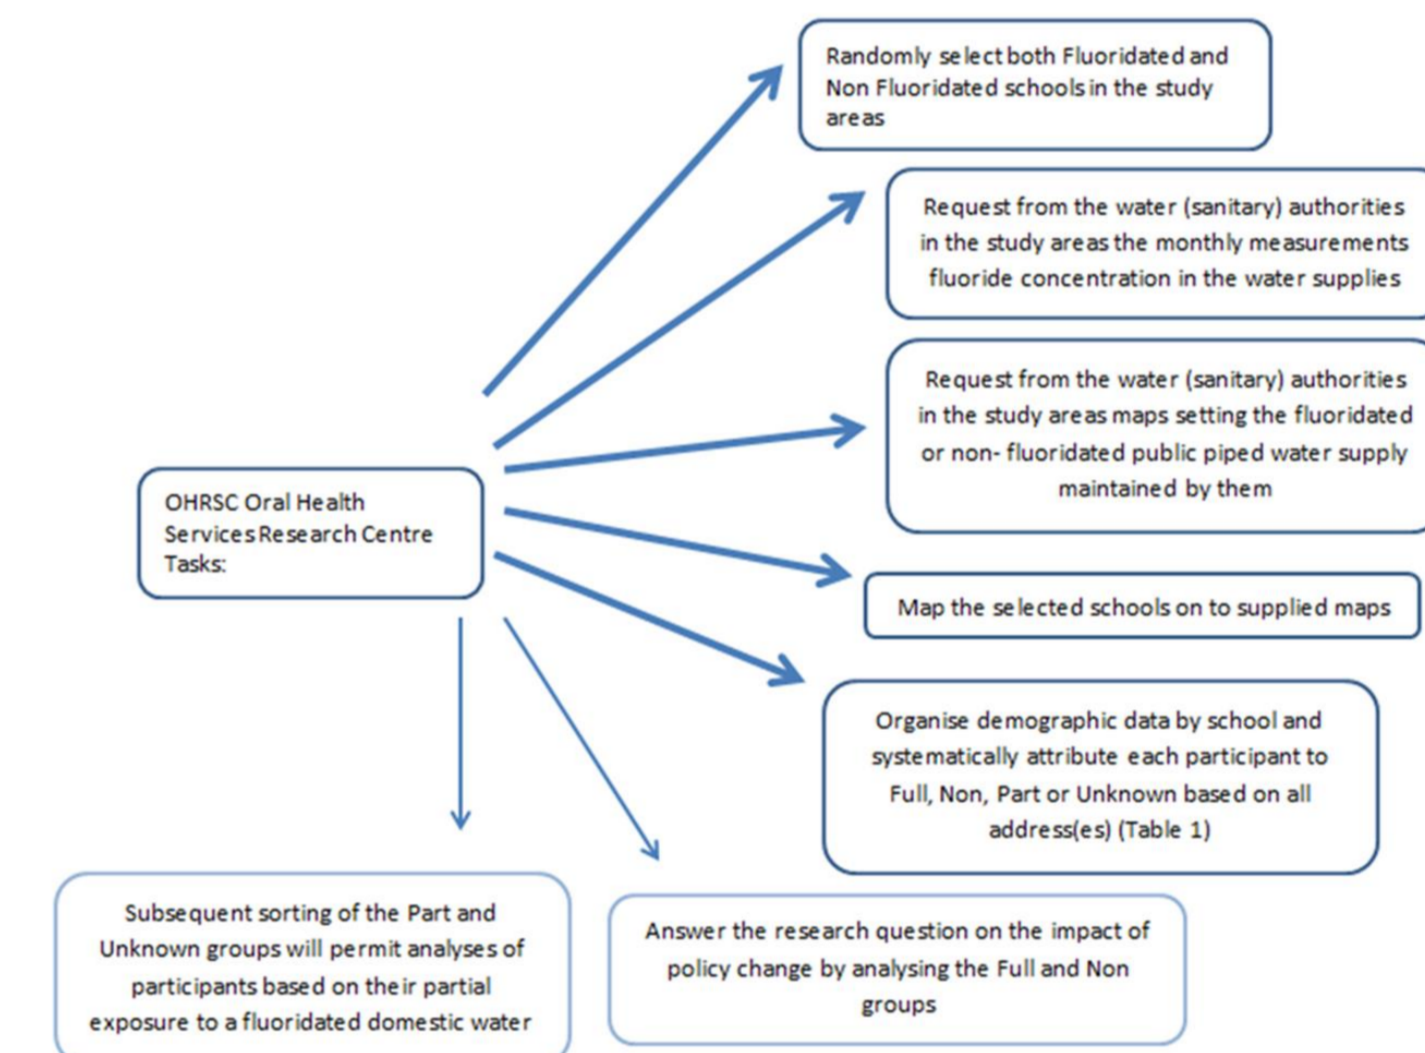 Randomly select both Fluoridated and
Non Fluoridated schools in the study
areas
Request from the water (sanitary) authorities
in the study areas the monthly measurements
fluoride concentration in the water supplies
Request from the water (sanitary) authorities
in the study areas maps setting the fluoridated
or non- fluoridated public piped water supply
maintained by them
OHRSC Oral Health
Services Research Centre
Tasks:
Map the selected schools on to supplied maps
Organise demographic data by school and
systematically attribute each participant to
Full, Non, Part or Unknown based on all
address(es) (Table 1)
Subsequent sorting of the Part and
Unknown groups will permit analyses of
participants based on their partial
exposure to a fluoridated domestic water
Answer the research question on the impact of
policy change by analysing the Full and Non
groups